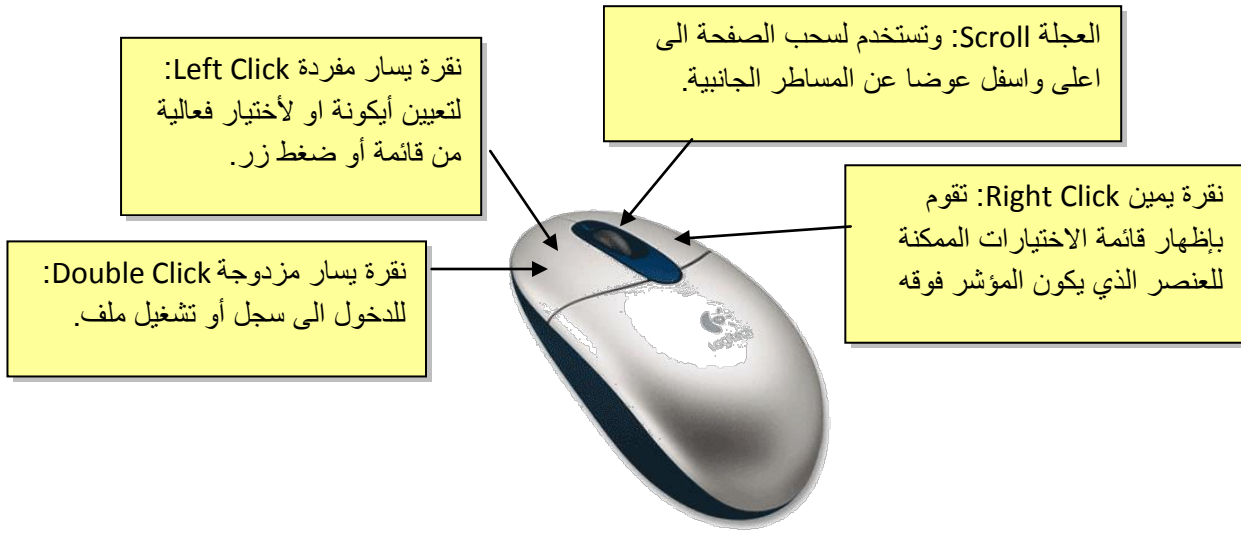 العجلة Scroll: وتستخدم لسحب الصفحة الى
اعلى واسفل عوضا عن المساطر الجانبية.
نقرة يسار مفردة Left Click:
لتعيين أيكونة او لأختيار فعالية
من قائمة أو ضغط زر.
نقرة يمين Right Click: تقوم
بإظهار قائمة الاختيارات الممكنة
للعنصر الذي يكون المؤشر فوقه
نقرة يسار مزدوجة Double Click:
للدخول الى سجل أو تشغيل ملف.
Logitech